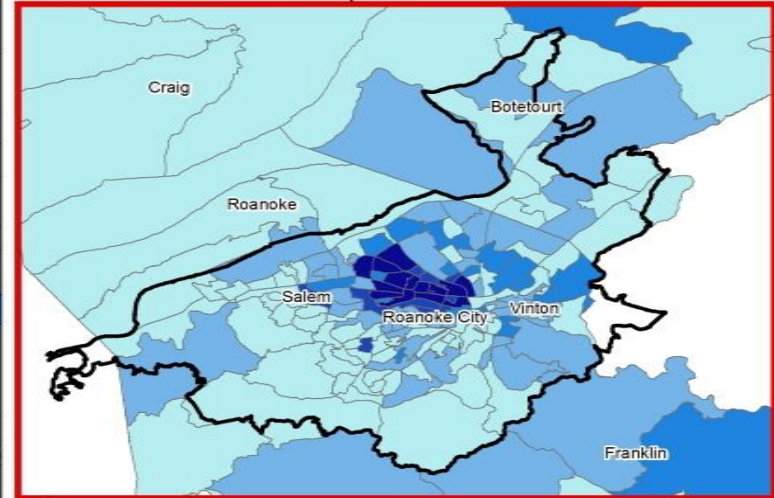 Craig
Botetourt
Roanoke
Salem
Roanoke City
Vinton
Franklin